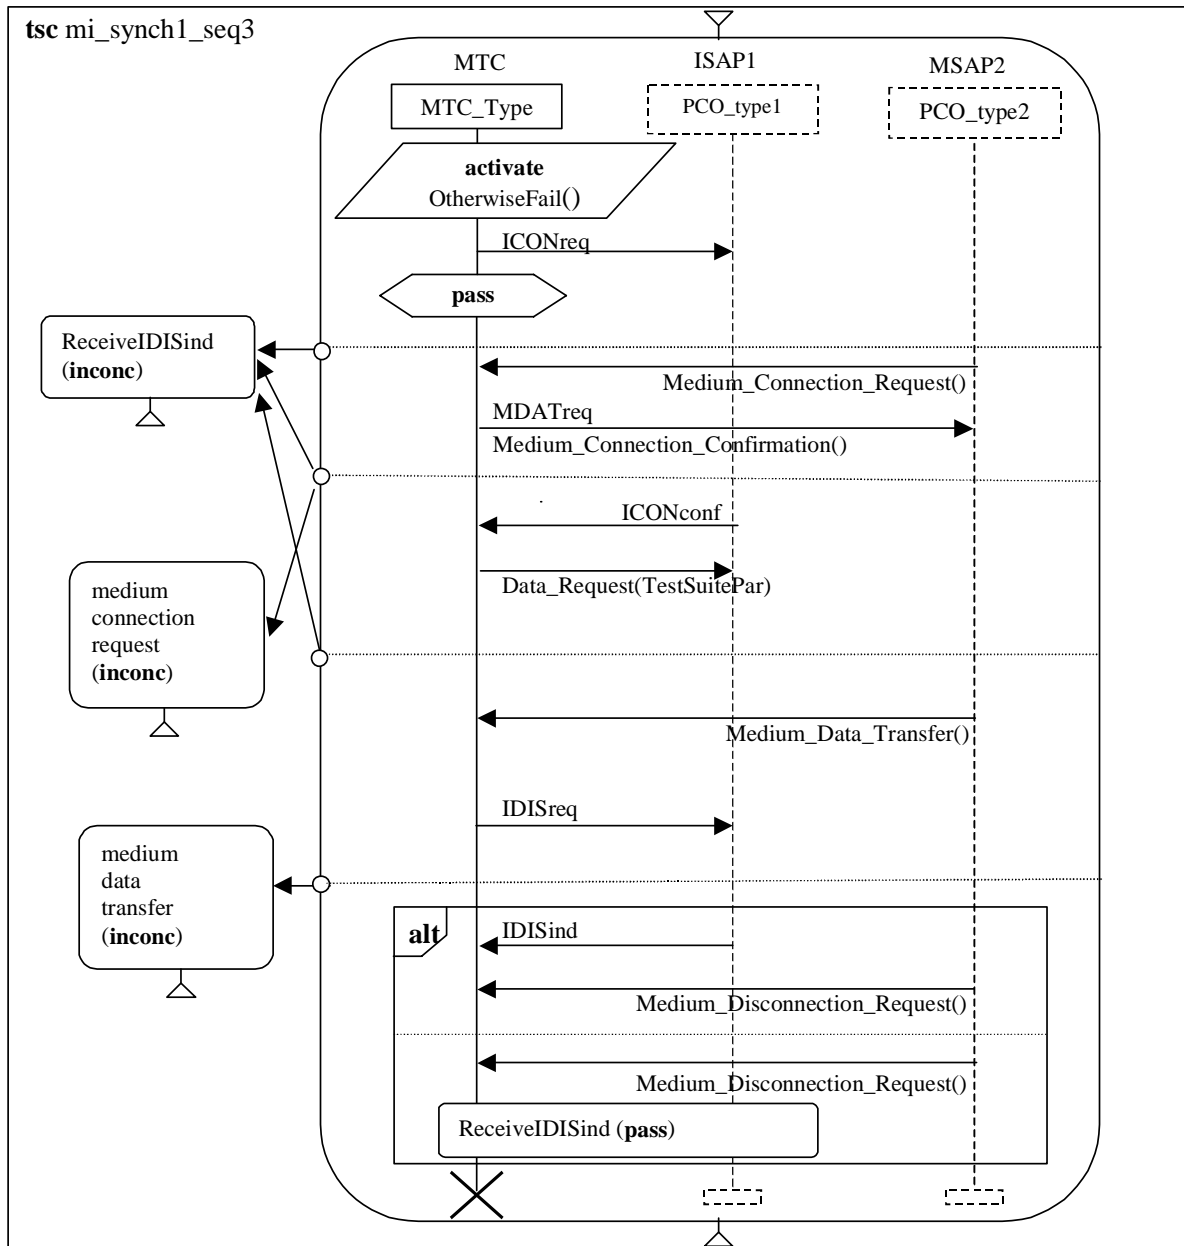 tsc mi_synch1_seq3
MTC
ISAP1
MSAP2
MTC_Type
PCO_type1
PCO_type2
activate
OtherwiseFail()
ICONreq
pass
ReceiveIDISind
(inconc)
Medium_Connection_Request()
MDATreq
Medium_Connection_Confirmation()
ICONconf
Data_Request(TestSuitePar)
medium
connection
request
(inconc)
Medium_Data_Transfer()
IDISreq
medium
data
transfer
(inconc)
alt
IDISind
Medium_Disconnection_Request()
Medium_Disconnection_Request()
ReceiveIDISind (pass)